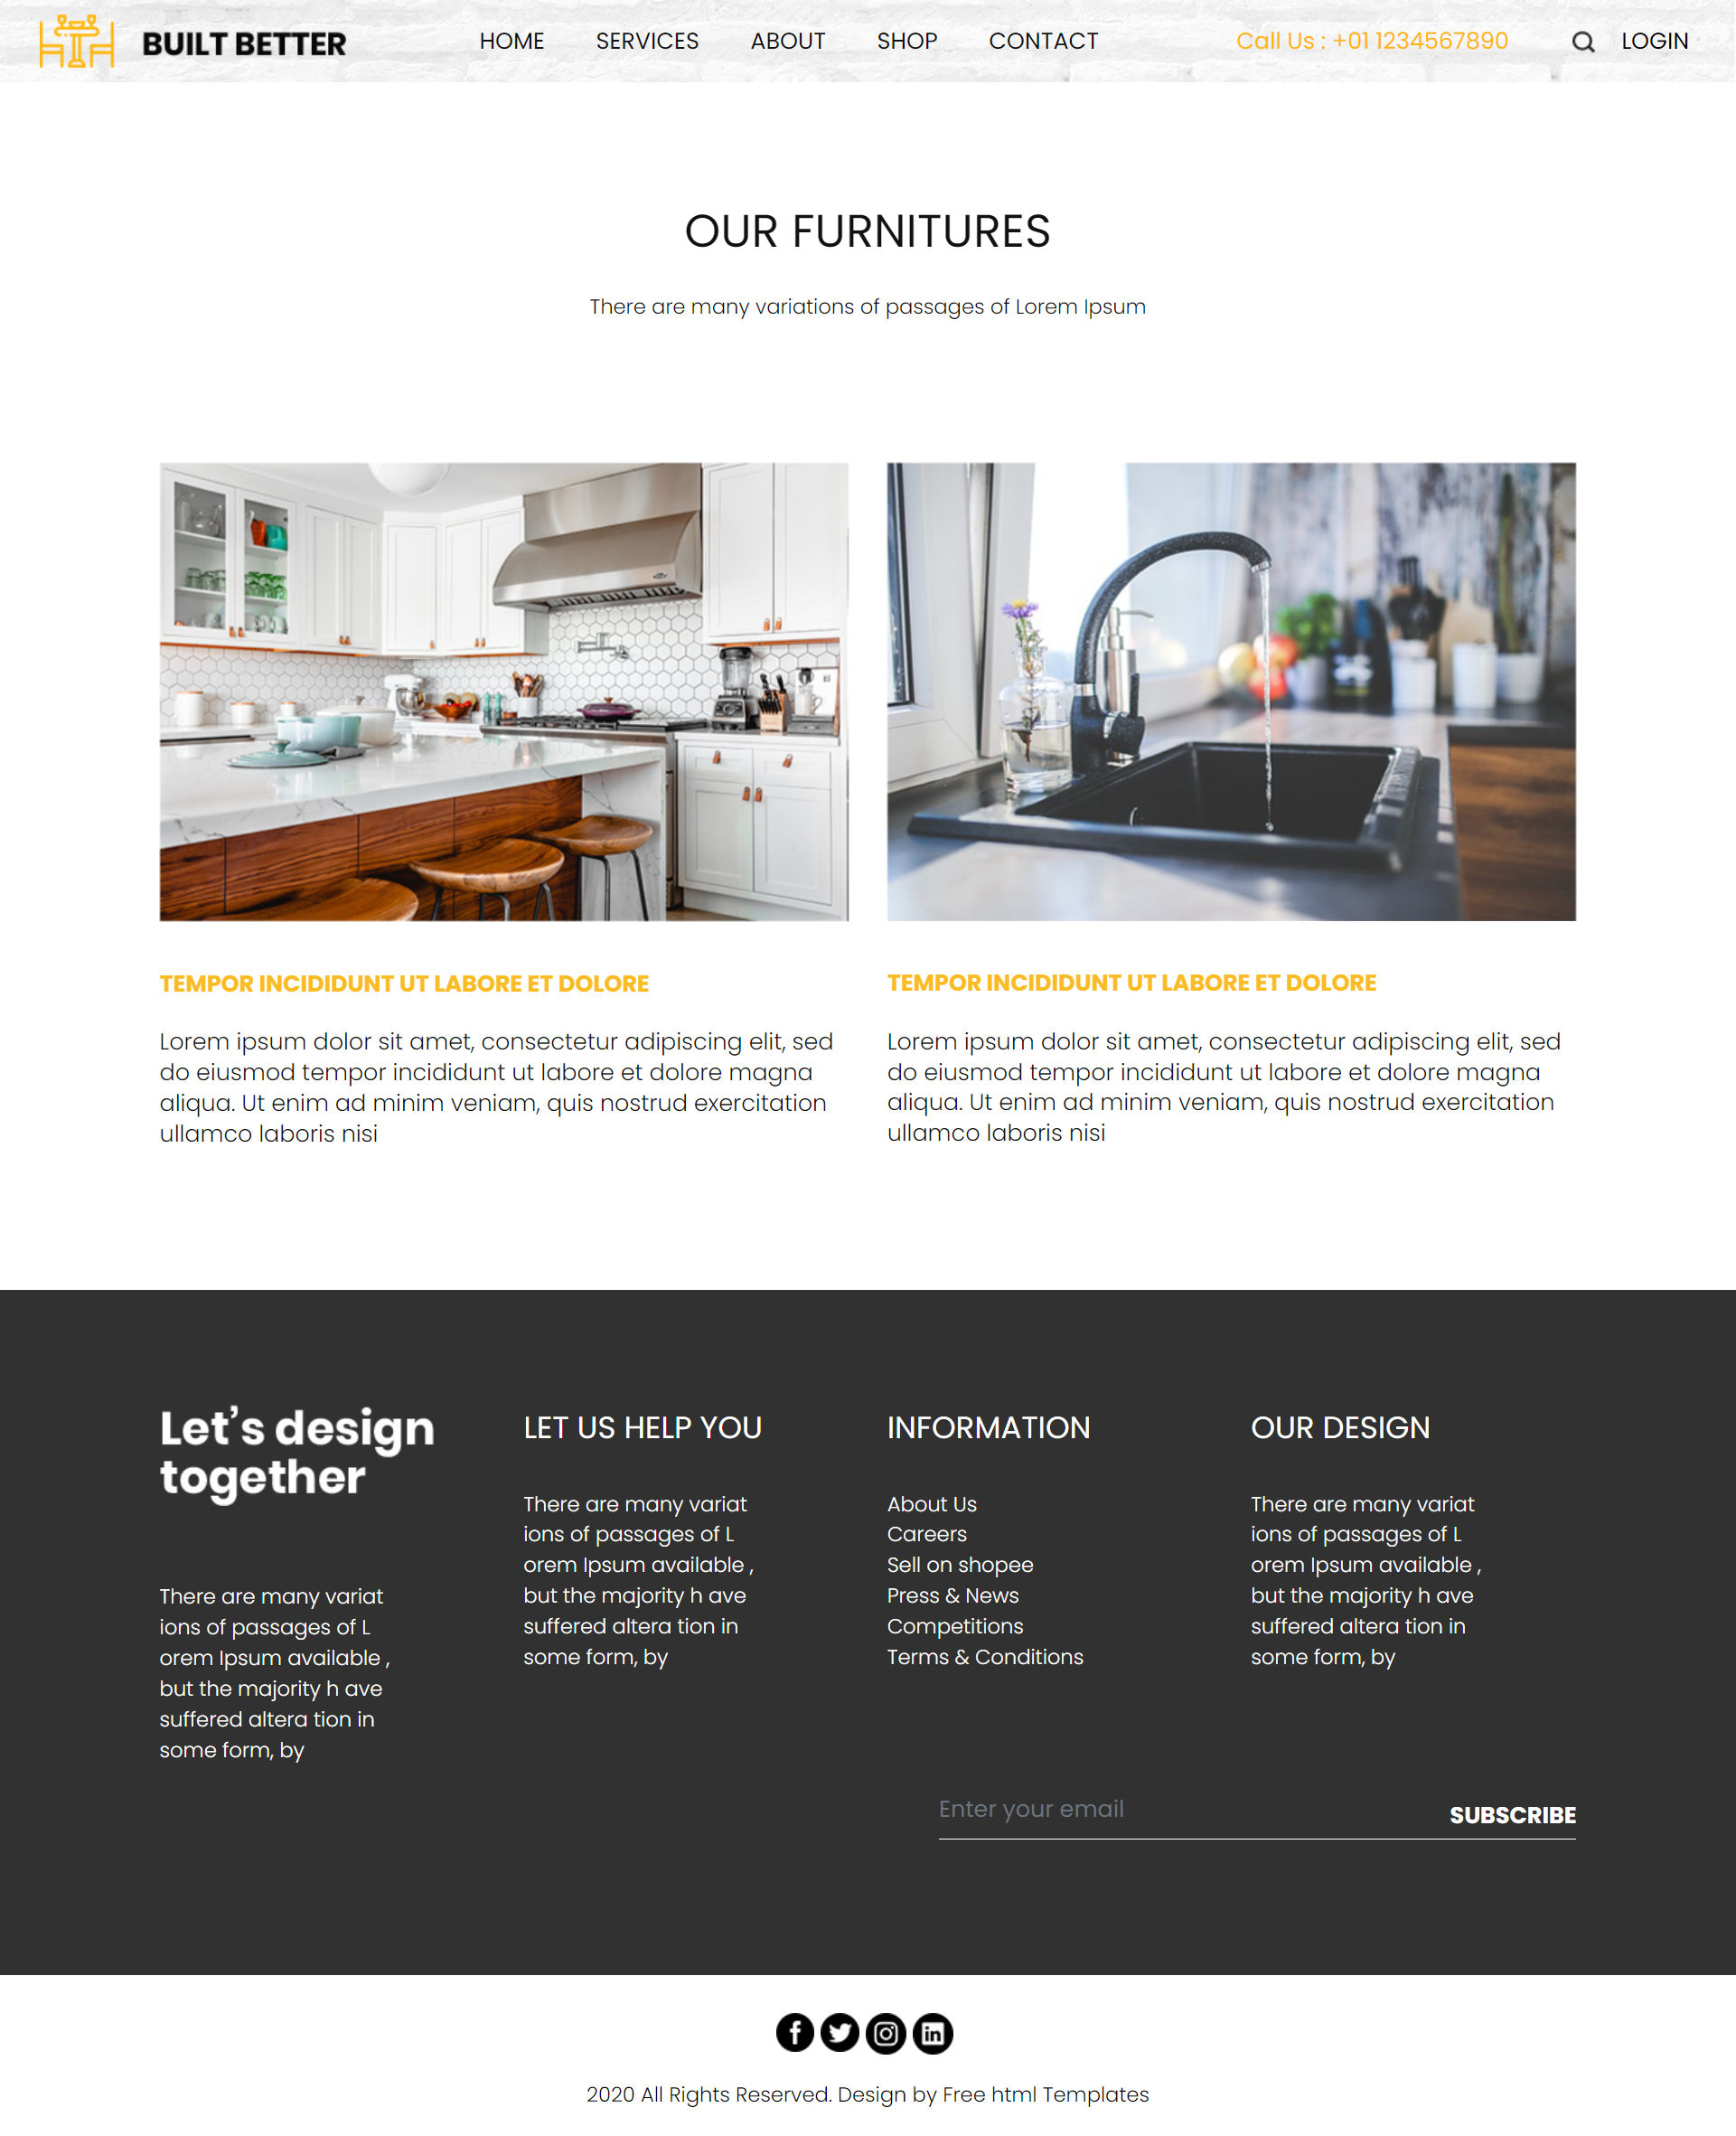 BUILT BETTER
HOME
SERVICES
ABOUT
SHOP
CONTACT
Call Us : +01 1234567890
LOGIN
OUR FURNITURES
There are many variations of passages of Lorem Ipsum
TEMPOR INCIDIDUNT UT LABORE ET DOLORE
Lorem ipsum dolor sit amet, consectetur adipiscing elit, sed
do eiusmod tempor incididunt ut labore et dolore magna
aliqua. Ut enim ad minim veniam, quis nostrud exercitation
ullamco laboris nisi
TEMPOR INCIDIDUNT UT LABORE ET DOLORE
Lorem ipsum dolor sit amet, consectetur adipiscing elit, sed
do eiusmod tempor incididunt ut labore et dolore magna
aliqua. Ut enim ad minim veniam, quis nostrud exercitation
ullamco laboris nisi
Let's design
together
There are many variat
ions of passages of L
orem Ipsum available ,
but the majority h ave
suffered altera tion in
some form, by
LET US HELP YOU
There are many variat
ions of passages of L
orem Ipsum available ,
but the majority h ave
suffered altera tion in
some form, by
INFORMATION
About Us
Careers
Sell on shopee
Press & News
Competitions
Terms & Conditions
OUR DESIGN
There are many variat
ions of passages of L
orem Ipsum available ,
but the majority h ave
suffered altera tion in
some form, by
Enter your email
SUBSCRIBE
2020 All Rights Reserved. Design by Free html Templates